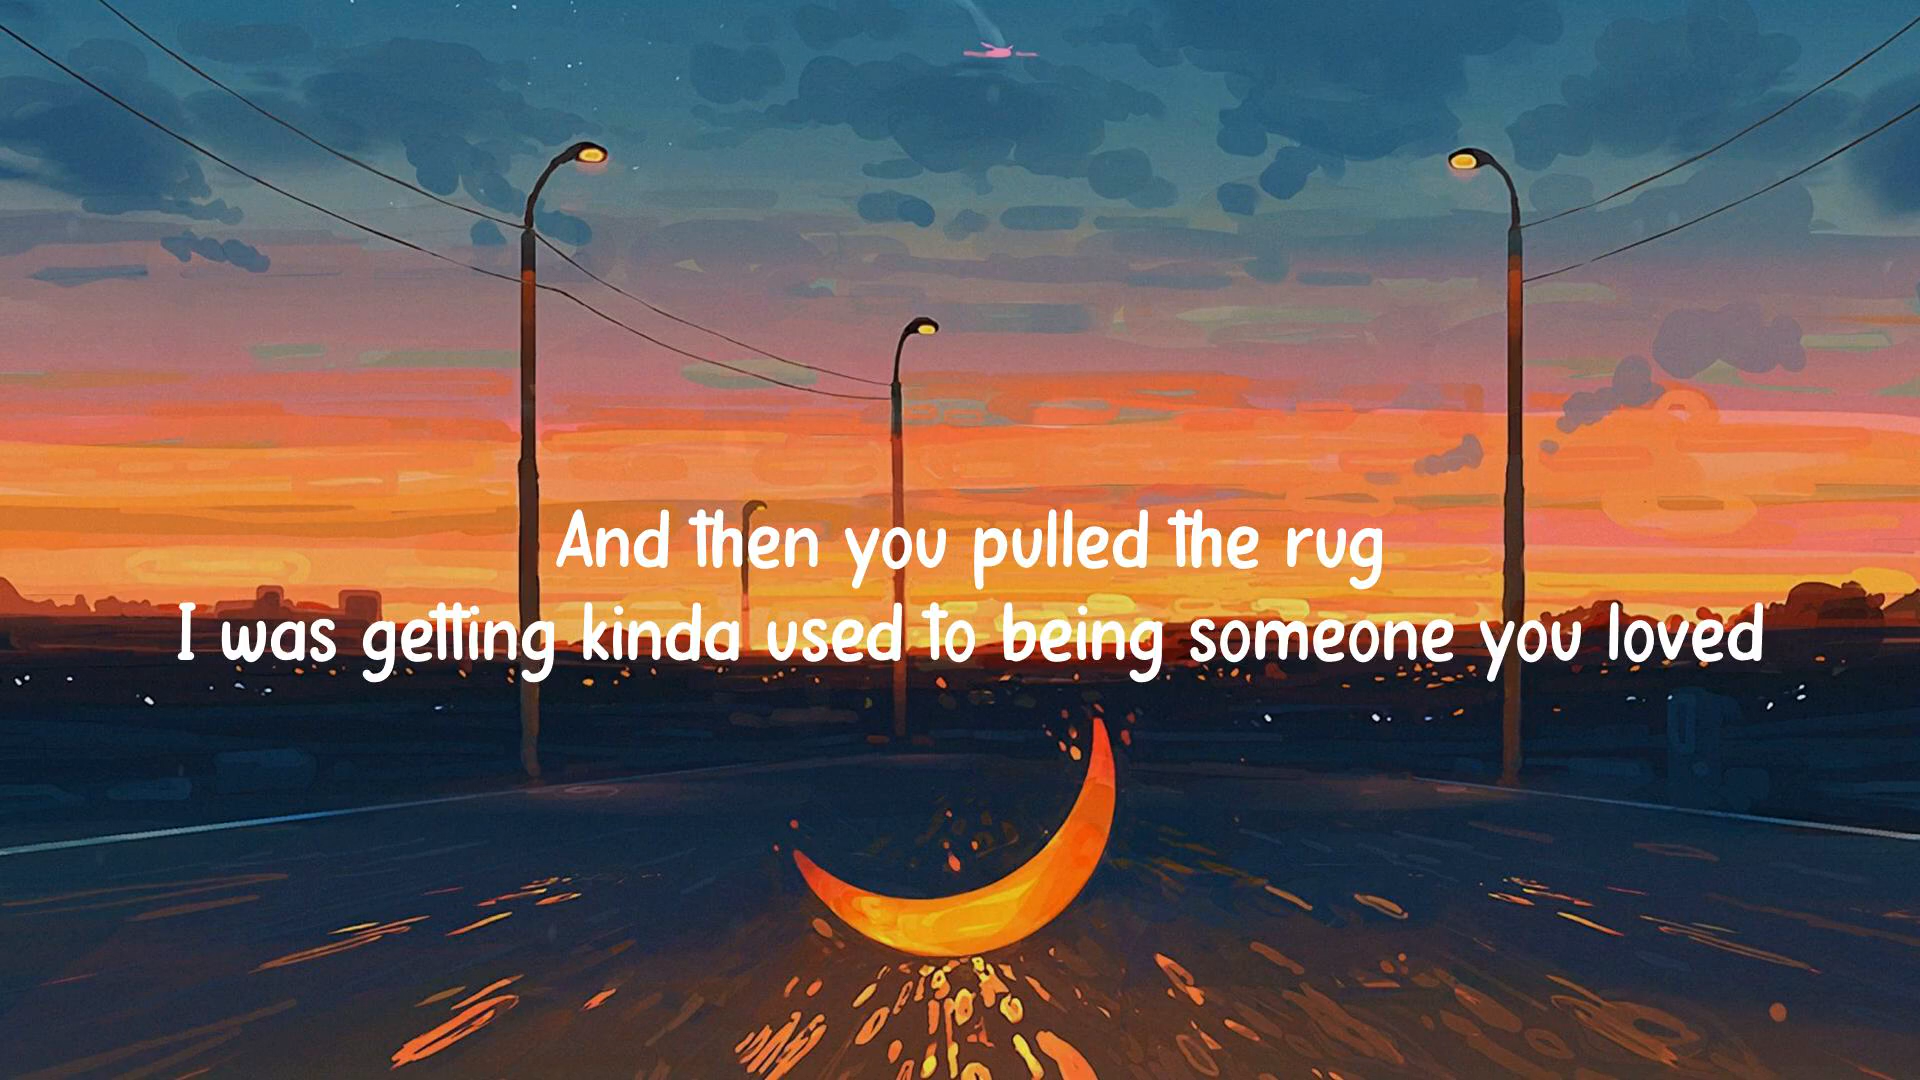 And then you pulled the rug
I was getting kinda used to being someone you loved